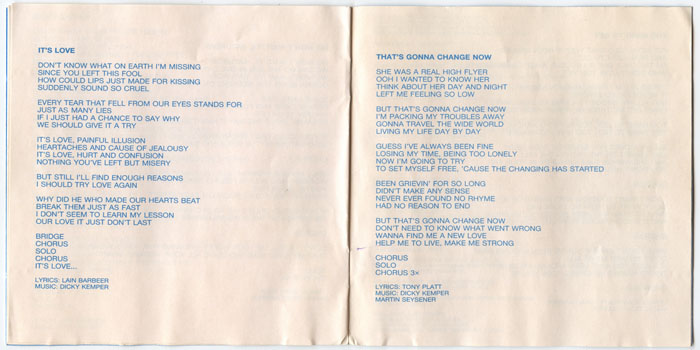 IT'S LOVE
DON'T KNOW WHAT ON EARTH I'M MISSING
SINCE YOU LEFT THIS FOOL
HOW COULD LIPS JUST MADE FOR KISSING
SUDDENLY SOUND SO CRUEL
EVERY TEAR THAT FELL FROM OUR EYES STANDS FOR
JUST AS MANY LIES
IF I JUST HAD A CHANCE TO SAY WHY
WE SHOULD GIVE IT A TRY
IT'S LOVE, PAINFUL ILLUSION
HEARTACHES AND CAUSE OF JEALOUSY
IT'S LOVE, HURT AND CONFUSION
NOTHING YOU'VE LEFT BUT MISERY
BUT STILL I'LL FIND ENOUGH REASONS
I SHOULD TRY LOVE AGAIN
WHY DID HE WHO MADE OUR HEARTS BEAT
BREAK THEM JUST AS FAST
I DON'T SEEM TO LEARN MY LESSON
OUR LOVE IT JUST DON'T LAST
BRIDGE
CHORUS
SOLO
CHORUS
IT'S LOVE...
LYRICS: LAIN BARBEER
MUSIC: DICKY KEMPER
THAT'S GONNA CHANGE NOW
SHE WAS A REAL HIGH FLYER
OOH I WANTED TO KNOW HER
THINK ABOUT HER DAY AND NIGHT
LEFT ME FEELING SO LOW
BUT THAT'S GONNA CHANGE NOW
I'M PACKING MY TROUBLES AWAY
GONNA TRAVEL THE WIDE WORLD
LIVING MY LIFE DAY BY DAY
GUESS I'VE ALWAYS BEEN FINE
LOSING MY TIME, BEING TOO LONELY
NOW I'M GOING TO TRY
TO SET MYSELF FREE, 'CAUSE THE CHANGING HAS STARTED
BEEN GRIEVIN' FOR SO LONG
DIDN'T MAKE ANY SENSE
NEVER EVER FOUND NO RHYME
HAD NO REASON TO END
BUT THAT'S GONNA CHANGE NOW
DON'T NEED TO KNOW WHAT WENT WRONG
WANNA FIND ME A NEW LOVE
HELP ME TO LIVE, MAKE ME STRONG
CHORUS
SOLO
CHORUS 3×
LYRICS: TONY PLATT
MUSIC: DICKY KEMPER
MARTIN SEYSENER